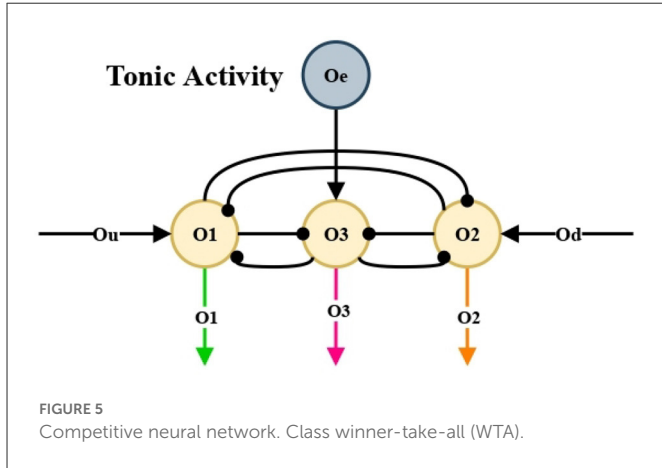 Tonic Activity
Oe
Ou
O1
O3
O2
Od
O1
O3
O2
FIGURE 5
Competitive neural network. Class winner-take-all (WTA).